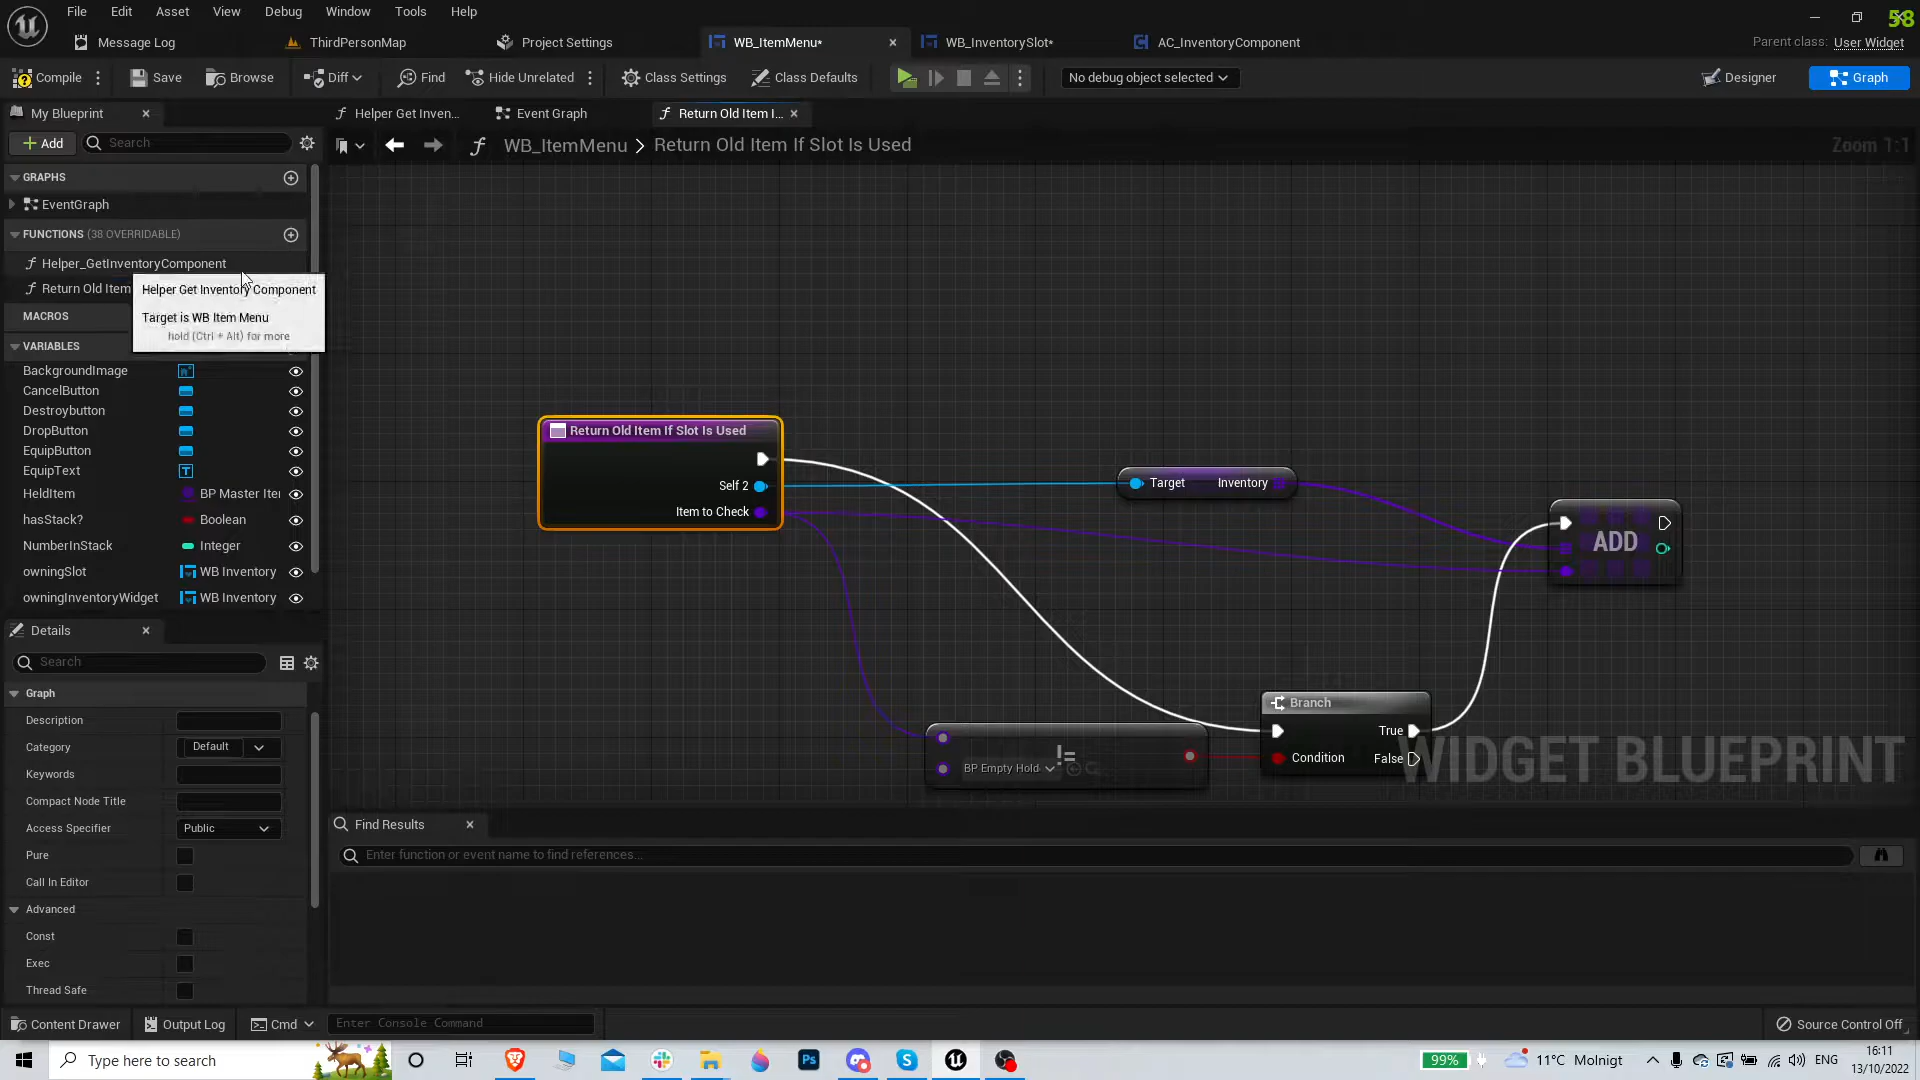 File Edit Asset View Debug Window Tools Help
58
Message Log ThirdPersonMap Project Settings WB_ItemMenu* WB_InventorySlot* AC_InventoryComponent
Parent class: User Widget
Compile Save Browse Diff Find Hide Unrelated Class Settings Class Defaults No debug object selected Designer Graph
My Blueprint
Helper Get Inven... Event Graph Return Old Item I...
Add Search
WB_ItemMenu > Return Old Item If Slot Is Used
Zoom 1:1
GRAPHS
EventGraph
FUNCTIONS (38 OVERRIDABLE)
Helper_GetInventoryComponent
Return Old Item
Helper Get Inventory Component
Target is WB Item Menu
hold (Ctrl + Alt) for more
MACROS
VARIABLES
BackgroundImage
CancelButton
Destroybutton
DropButton
EquipButton
EquipText
HeldItem BP Master Iter
hasStack? Boolean
NumberInStack Integer
owningSlot WB Inventory
owningInventoryWidget WB Inventory
Return Old Item If Slot Is Used
Self 2
Item to Check
Target Inventory
ADD
Branch
True
Condition False
!=
BP Empty Hold
WIDGET BLUEPRINT
Details
Search
Graph
Description
Category Default
Keywords
Compact Node Title
Access Specifier Public
Pure
Call In Editor
Advanced
Const
Exec
Thread Safe
Find Results
Enter function or event name to find references...
Content Drawer Output Log Cmd Enter Console Command Source Control Off
Type here to search
Ps
99% 11°C Molnigt ENG
16:11
13/10/2022